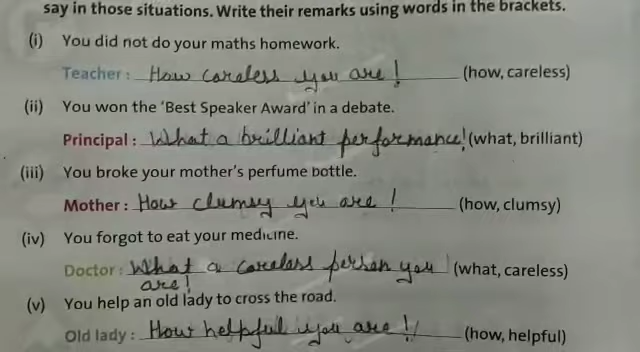 say in those situations. Write their remarks using words in the brackets.
(i) You did not do your maths homework.
Teacher : How careless you are! (how, careless)
(ii) You won the ‘Best Speaker Award’ in a debate.
Principal : What a brilliant performance! (what, brilliant)
(iii) You broke your mother's perfume bottle.
Mother : How clumsy you are! (how, clumsy)
(iv) You forgot to eat your medicine.
Doctor : What a careless person you (what, careless)
are!
(v) You help an old lady to cross the road.
Old lady : How helpful you are! (how, helpful)